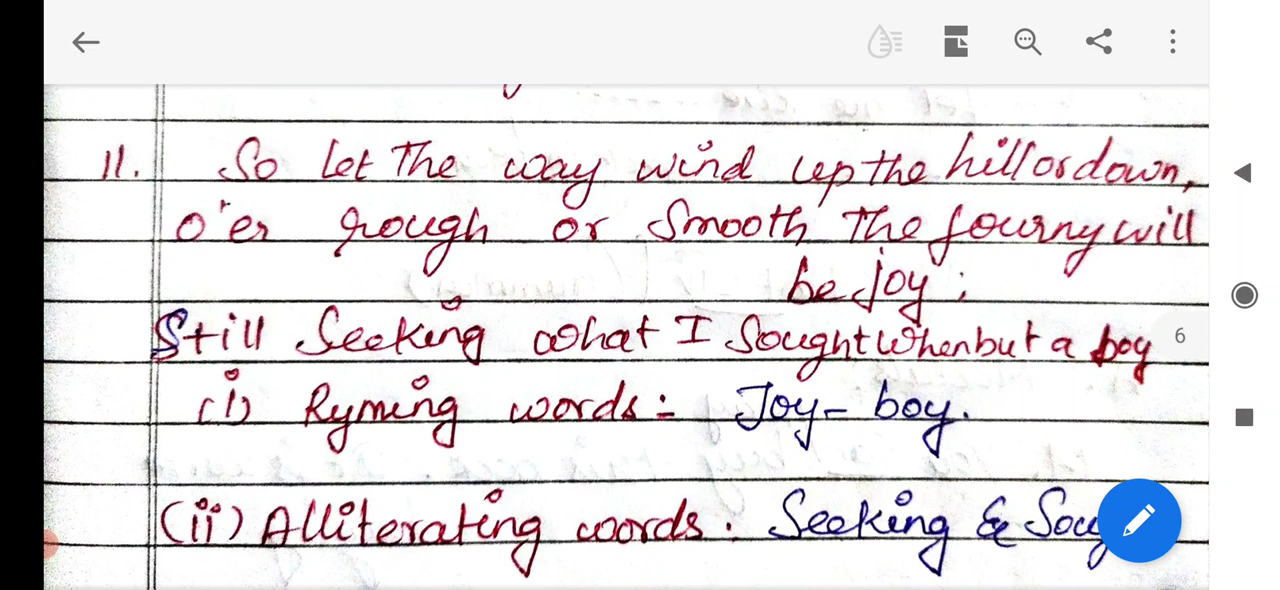 11. So let The way wind up the hill or down,
o'er rough or smooth The journy will
be joy ;
Still Seeking what I Sought when but a boy
6
(i) Ryming words:- Joy- boy.
(ii) Alliterating words: Seeking &